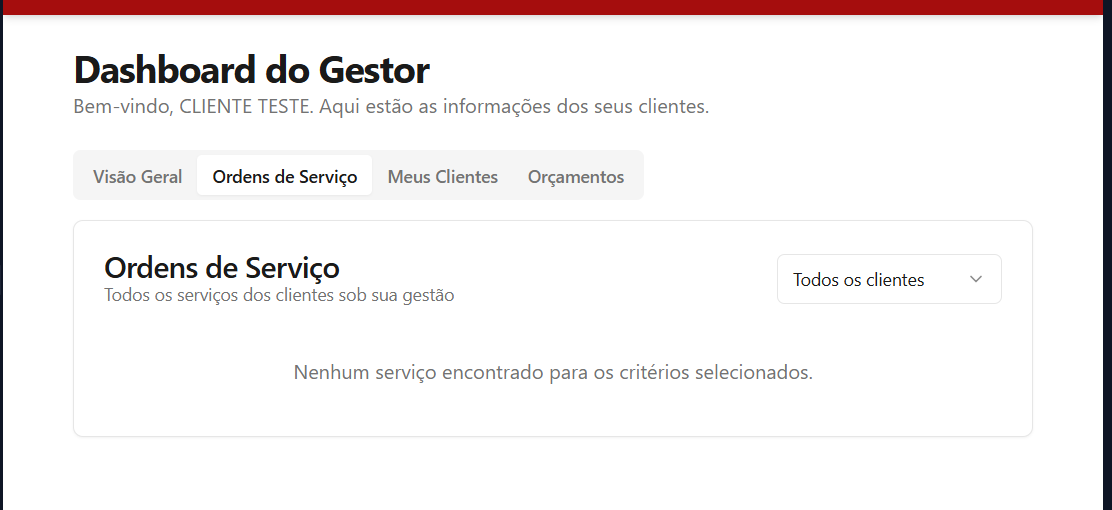 Dashboard do Gestor
Bem-vindo, CLIENTE TESTE. Aqui estão as informações dos seus clientes.
Visão Geral Ordens de Serviço Meus Clientes Orçamentos
Ordens de Serviço
Todos os serviços dos clientes sob sua gestão
Todos os clientes
Nenhum serviço encontrado para os critérios selecionados.